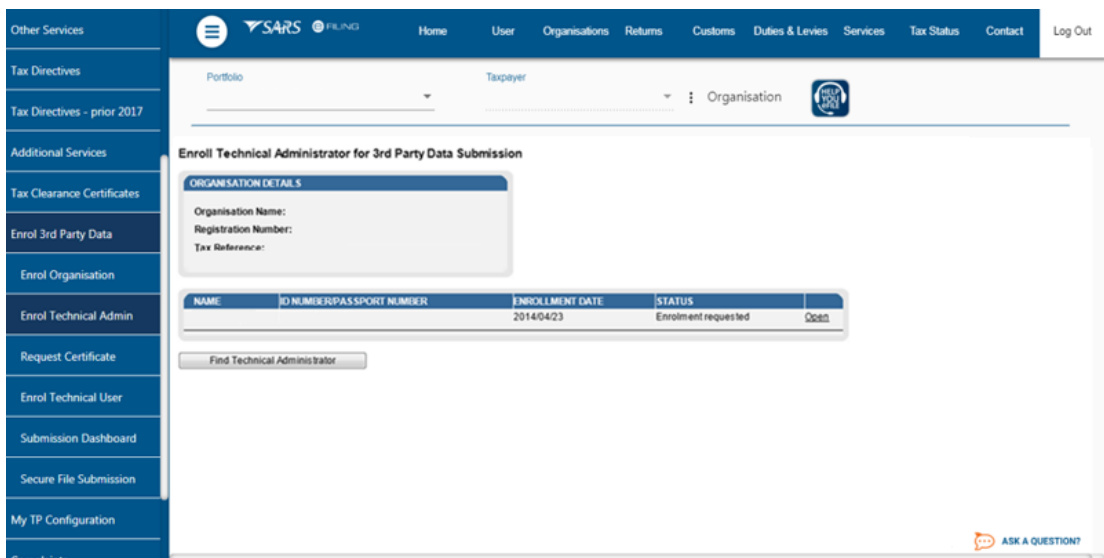 Other Services
Tax Directives
Tax Directives - prior 2017
Additional Services
Tax Clearance Certificates
Enrol 3rd Party Data
Enrol Organisation
Enrol Technical Admin
Request Certificate
Enrol Technical User
Submission Dashboard
Secure File Submission
My TP Configuration
SARS eFILING
Home User Organisations Returns Customs Duties & Levies Services Tax Status Contact Log Out
Portfolio Taxpayer
Organisation
HELP YOU eFILE
Enroll Technical Administrator for 3rd Party Data Submission
ORGANISATION DETAILS
Organisation Name:
Registration Number:
Tax Reference:
NAME ID NUMBER/PASSPORT NUMBER ENROLLMENT DATE STATUS
2014/04/23 Enrolment requested Open
Find Technical Administrator
ASK A QUESTION?